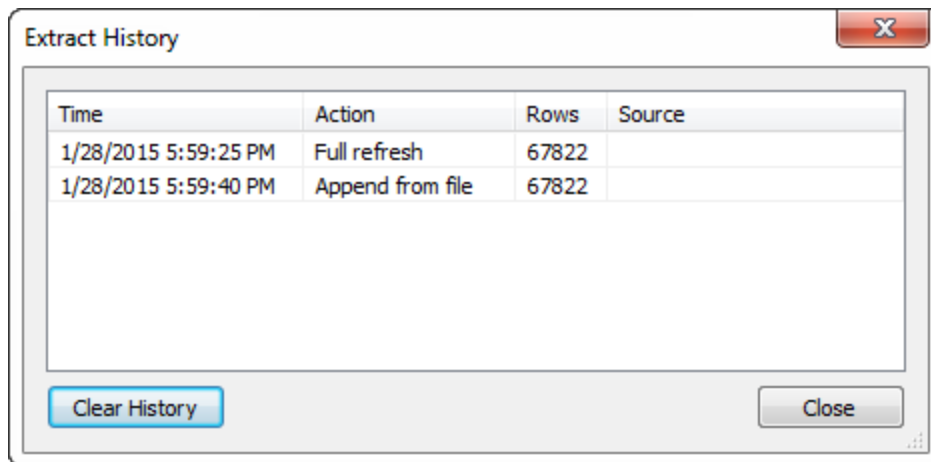 Extract History
Time Action Rows Source
1/28/2015 5:59:25 PM Full refresh 67822
1/28/2015 5:59:40 PM Append from file 67822
Clear History Close